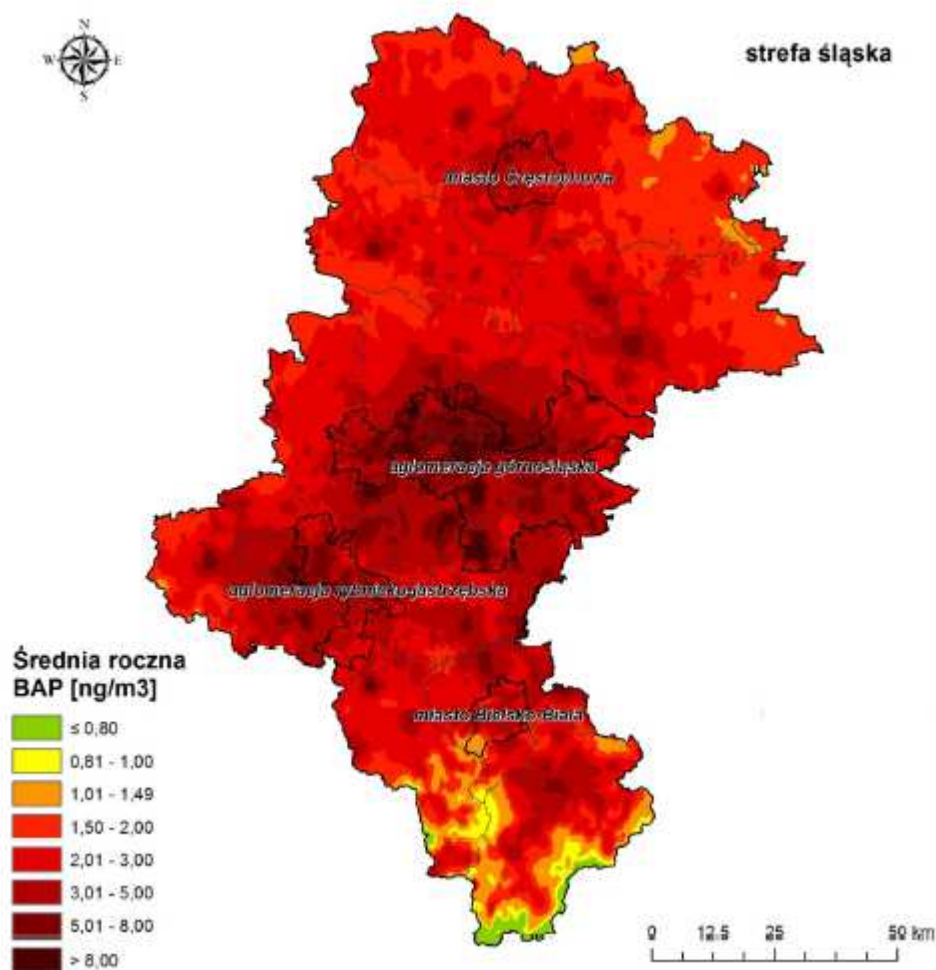 N
W E
S
strefa śląska
miasto Częstochowa
aglomeracja górnośląska
aglomeracja rybnicko-jastrzębska
miasto Bielsko-Biała
Średnia roczna
BAP [ng/m3]
≤ 0.80
0,81 - 1,00
1,01 - 1,49
1,50 - 2,00
2,01 - 3,00
3,01 - 5,00
5,01 - 8,00
> 8,00
0 12.5 25 50 km